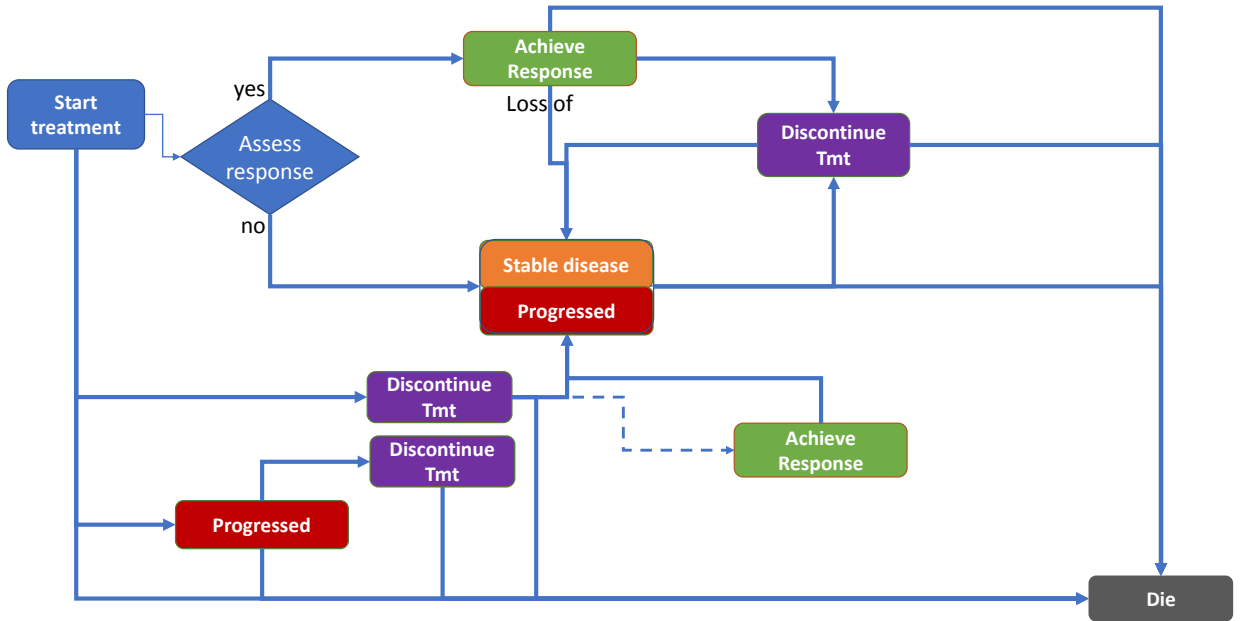 Achieve
Response
yes
Start
treatment
Loss of
Assess
response
Discontinue
Tmt
no
Stable disease
Progressed
Discontinue
Tmt
Achieve
Response
Discontinue
Tmt
Progressed
Die